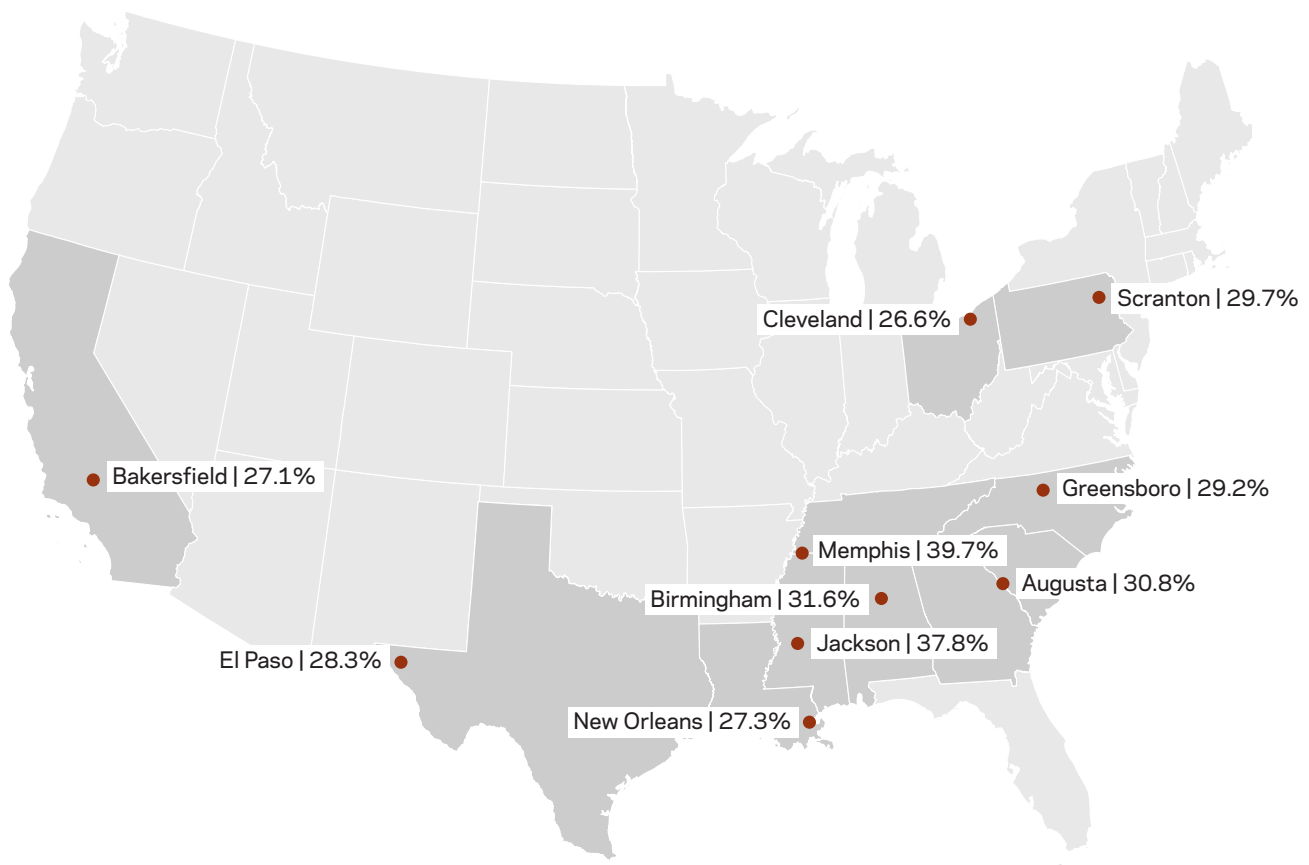 Scranton | 29.7%
Cleveland | 26.6%
Bakersfield | 27.1%
Greensboro | 29.2%
Memphis | 39.7%
Augusta | 30.8%
Birmingham | 31.6%
Jackson | 37.8%
El Paso | 28.3%
New Orleans | 27.3%